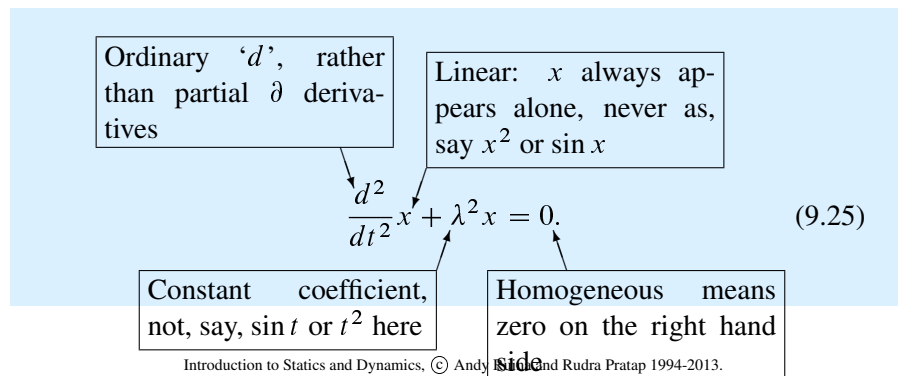 Ordinary ‘d’, rather
than partial ∂ deriva-
tives
Linear: x always ap-
pears alone, never as,
say x² or sin x
d²/dt² x + λ²x = 0. (9.25)
Constant coefficient,
not, say, sin t or t² here
Homogeneous means
zero on the right hand
side
Introduction to Statics and Dynamics, © Andy and Rudra Pratap 1994-2013.